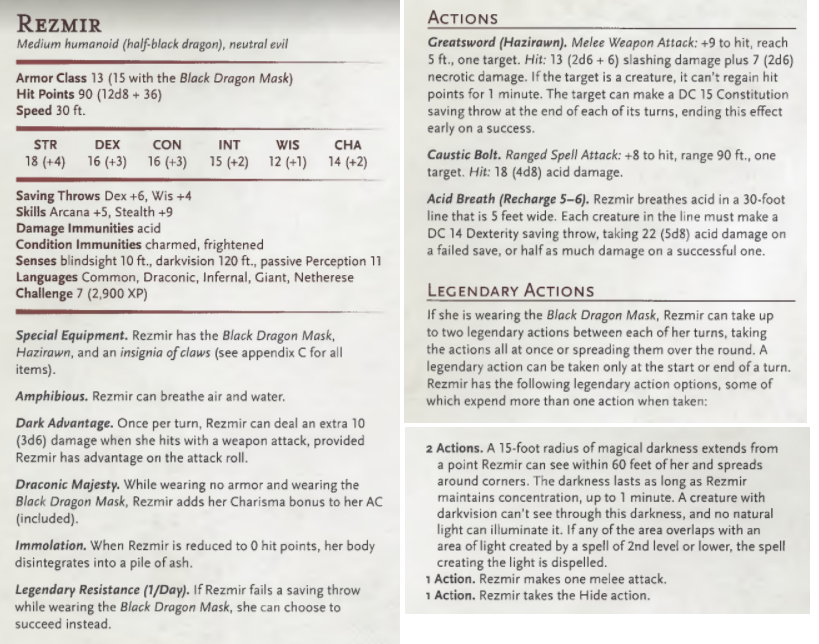 REZMIR
Medium humanoid (half-black dragon), neutral evil
Armor Class 13 (15 with the Black Dragon Mask)
Hit Points 90 (12d8 + 36)
Speed 30 ft.
STR DEX CON INT WIS CHA
18 (+4) 16 (+3) 16 (+3) 15 (+2) 12 (+1) 14 (+2)
Saving Throws Dex +6, Wis +4
Skills Arcana +5, Stealth +9
Damage Immunities acid
Condition Immunities charmed, frightened
Senses blindsight 10 ft., darkvision 120 ft., passive Perception 11
Languages Common, Draconic, Infernal, Giant, Netherese
Challenge 7 (2,900 XP)
Special Equipment. Rezmir has the Black Dragon Mask,
Hazirawn, and an insignia of claws (see appendix C for all
items).
Amphibious. Rezmir can breathe air and water.
Dark Advantage. Once per turn, Rezmir can deal an extra 10
(3d6) damage when she hits with a weapon attack, provided
Rezmir has advantage on the attack roll.
Draconic Majesty. While wearing no armor and wearing the
Black Dragon Mask, Rezmir adds her Charisma bonus to her AC
(included).
Immolation. When Rezmir is reduced to 0 hit points, her body
disintegrates into a pile of ash.
Legendary Resistance (1/Day). If Rezmir fails a saving throw
while wearing the Black Dragon Mask, she can choose to
succeed instead.
ACTIONS
Greatsword (Hazirawn). Melee Weapon Attack: +9 to hit, reach
5 ft., one target. Hit: 13 (2d6 + 6) slashing damage plus 7 (2d6)
necrotic damage. If the target is a creature, it can't regain hit
points for 1 minute. The target can make a DC 15 Constitution
saving throw at the end of each of its turns, ending this effect
early on a success.
Caustic Bolt. Ranged Spell Attack: +8 to hit, range 90 ft., one
target. Hit: 18 (4d8) acid damage.
Acid Breath (Recharge 5–6). Rezmir breathes acid in a 30-foot
line that is 5 feet wide. Each creature in the line must make a
DC 14 Dexterity saving throw, taking 22 (5d8) acid damage on
a failed save, or half as much damage on a successful one.
LEGENDARY ACTIONS
If she is wearing the Black Dragon Mask, Rezmir can take up
to two legendary actions between each of her turns, taking
the actions all at once or spreading them over the round. A
legendary action can be taken only at the start or end of a turn.
Rezmir has the following legendary action options, some of
which expend more than one action when taken:
2 Actions. A 15-foot radius of magical darkness extends from
a point Rezmir can see within 60 feet of her and spreads
around corners. The darkness lasts as long as Rezmir
maintains concentration, up to 1 minute. A creature with
darkvision can't see through this darkness, and no natural
light can illuminate it. If any of the area overlaps with an
area of light created by a spell of 2nd level or lower, the spell
creating the light is dispelled.
1 Action. Rezmir makes one melee attack.
1 Action. Rezmir takes the Hide action.